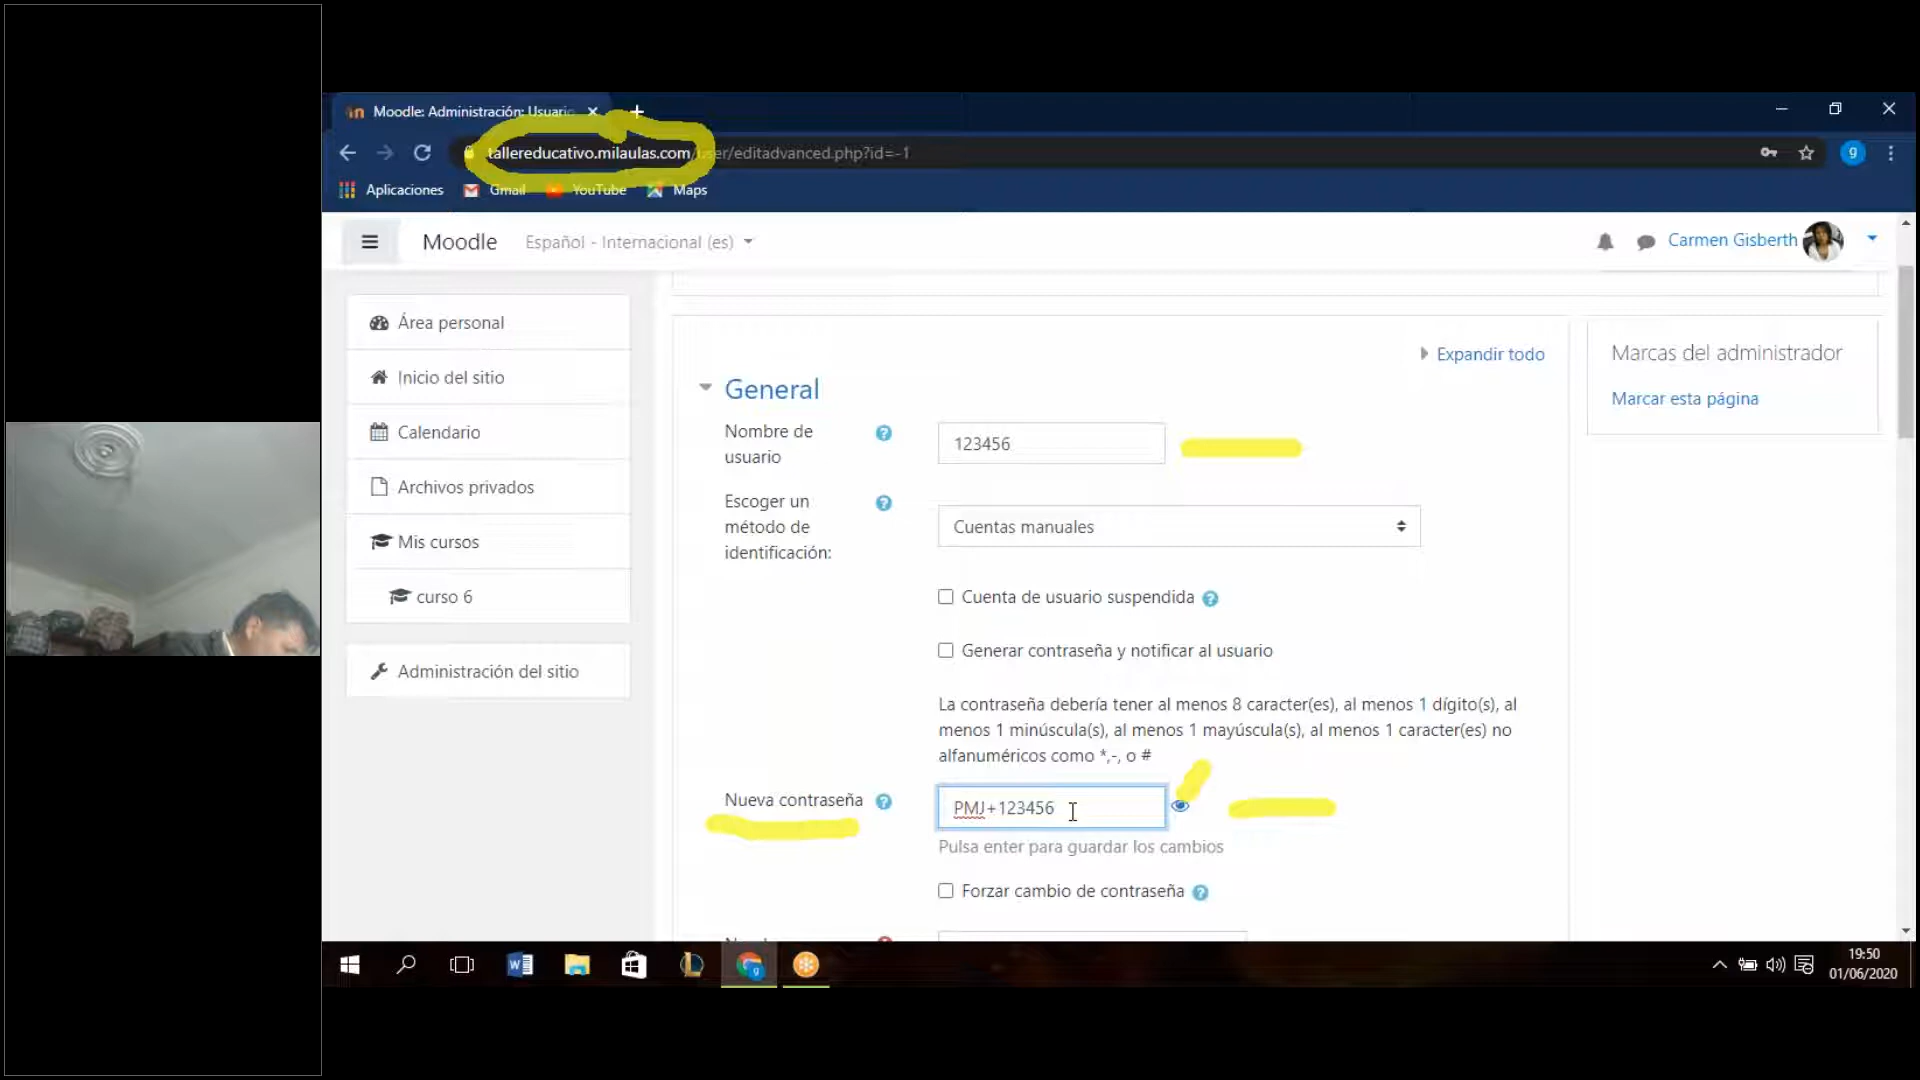 Moodle: Administración: Usuario
tallereducativo.milaulas.com/user/editadvanced.php?id=-1
g
Aplicaciones
Gmail
YouTube
Maps
Moodle
Español - Internacional (es)
Carmen Gisberth
Área personal
Inicio del sitio
Calendario
Archivos privados
Mis cursos
curso 6
Administración del sitio
Expandir todo
General
Nombre de
usuario
123456
Escoger un
método de
identificación:
Cuentas manuales
Cuenta de usuario suspendida
Generar contraseña y notificar al usuario
La contraseña debería tener al menos 8 caracter(es), al menos 1 dígito(s), al
menos 1 minúscula(s), al menos 1 mayúscula(s), al menos 1 caracter(es) no
alfanuméricos como *,-, o #
Nueva contraseña
PMJ+123456
Pulsa enter para guardar los cambios
Forzar cambio de contraseña
Marcas del administrador
Marcar esta página
19:50
01/06/2020